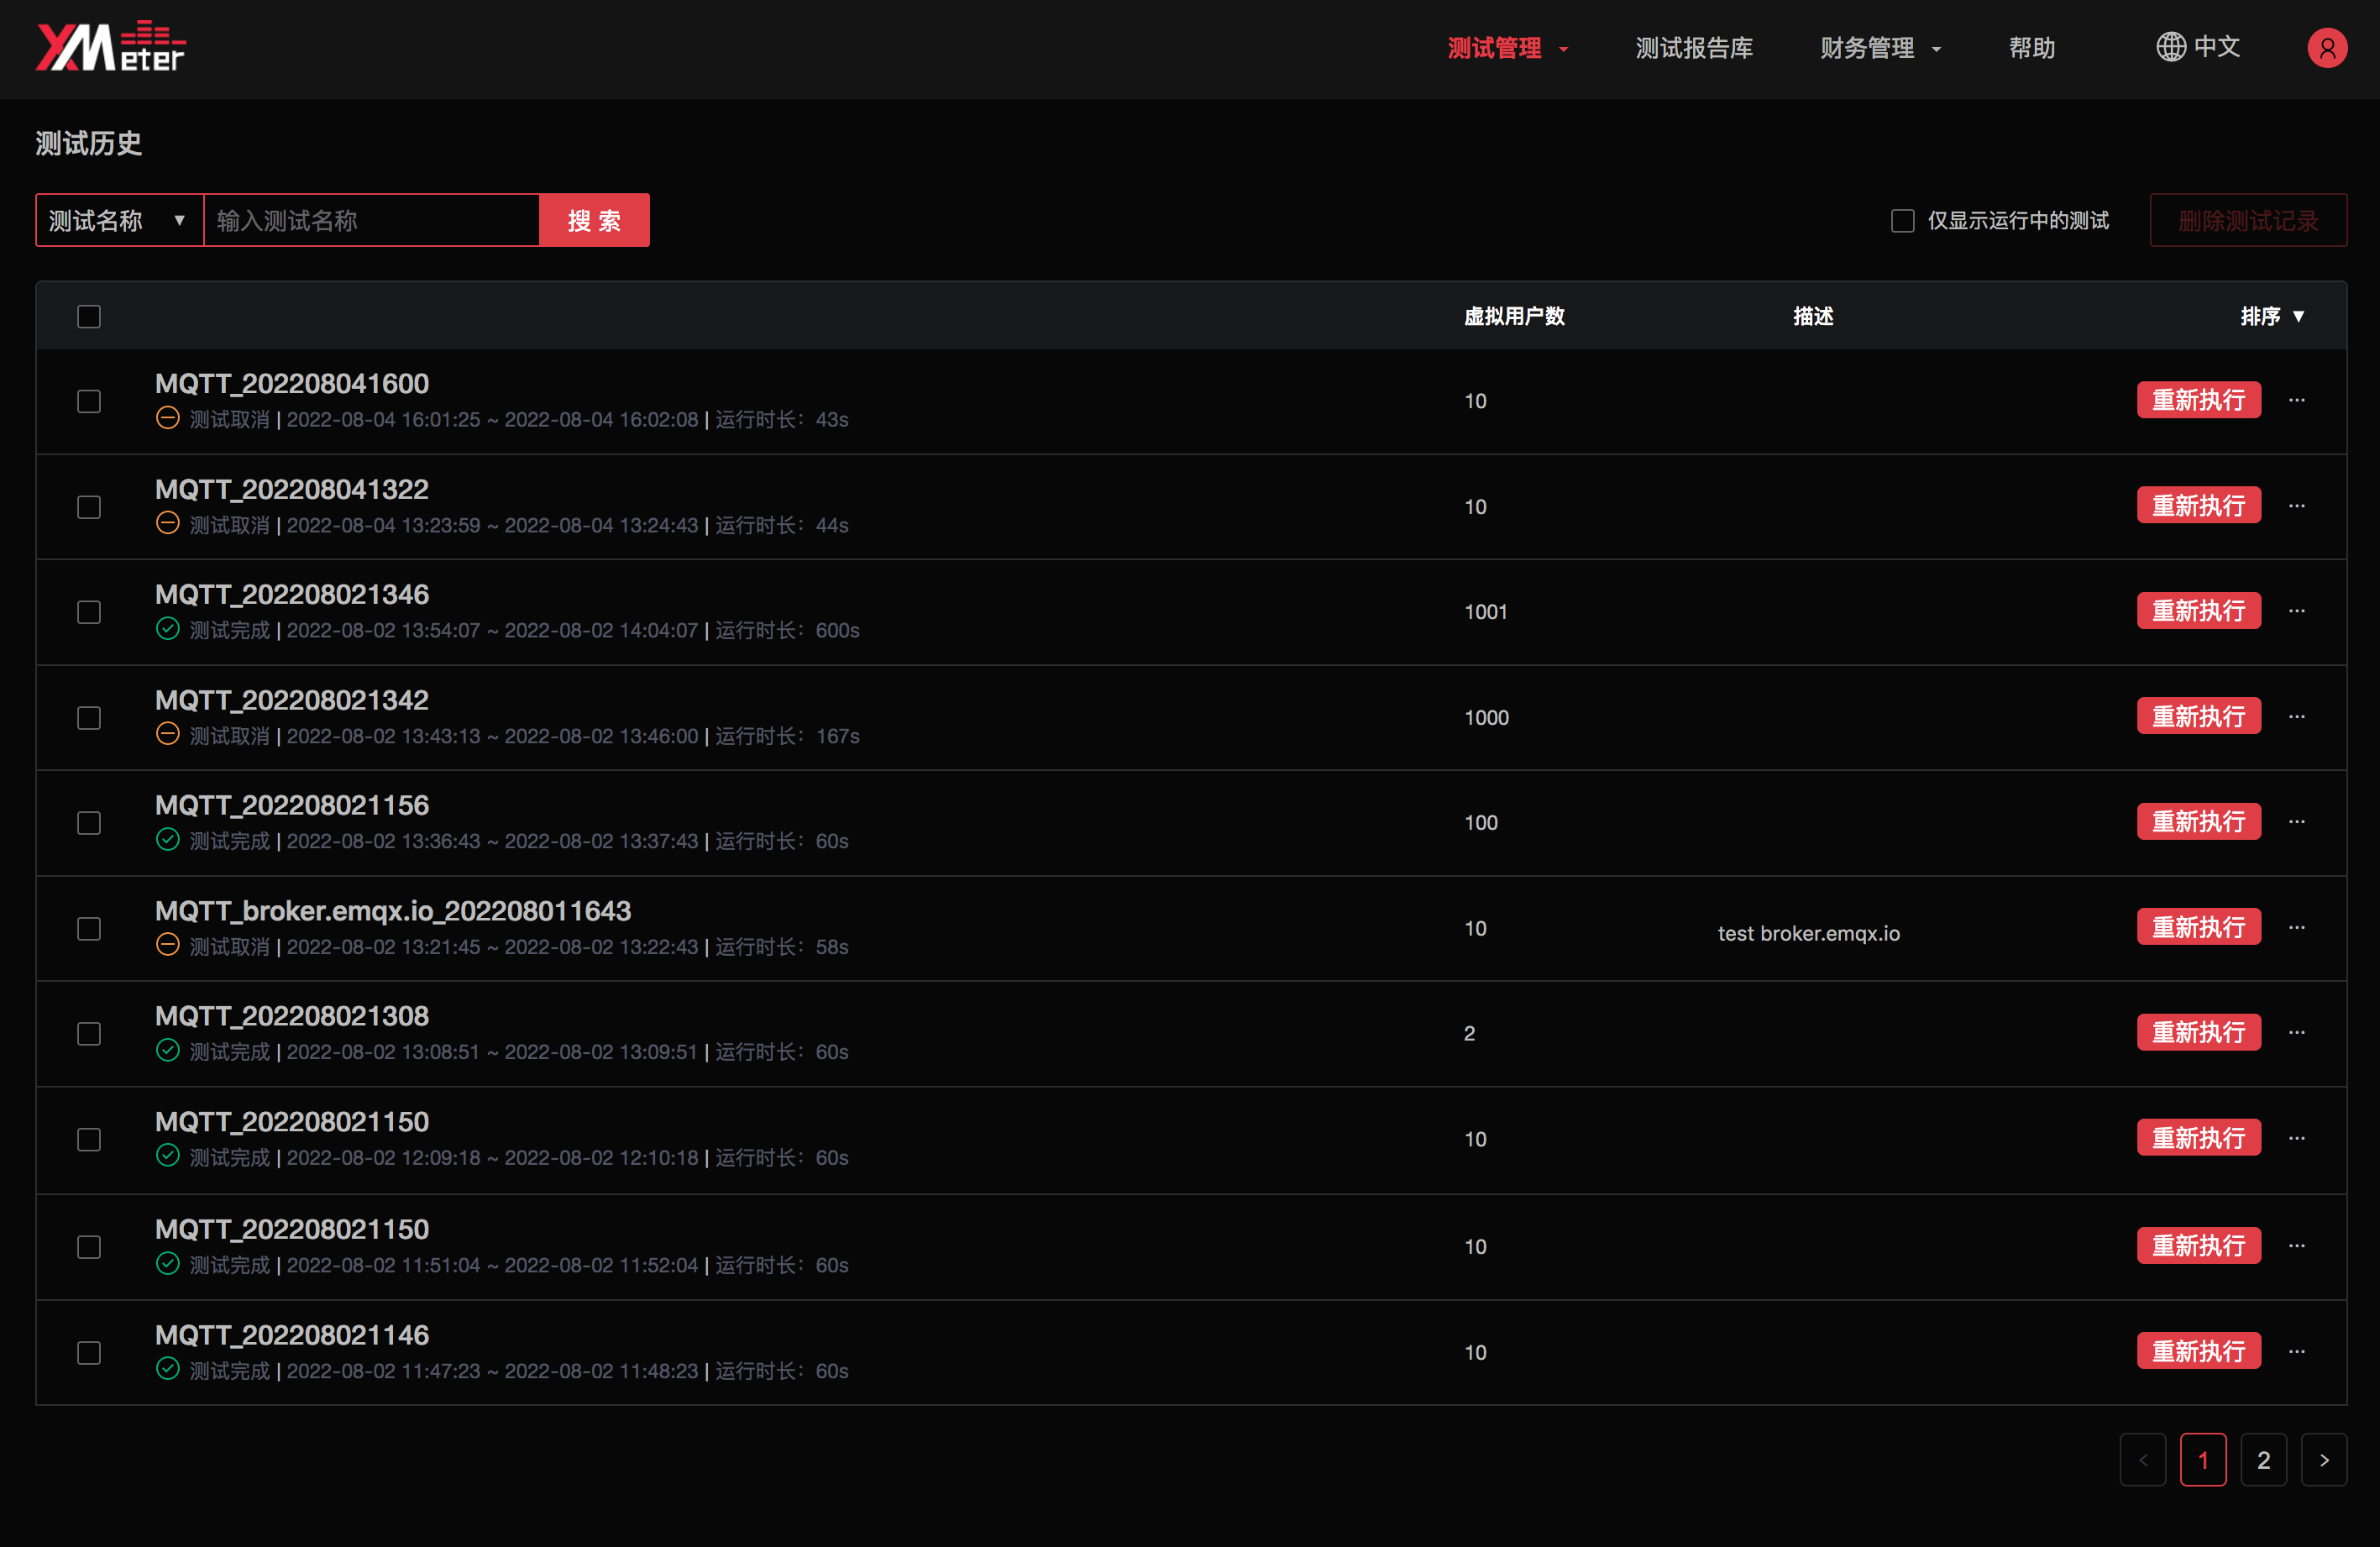 XMeter
测试管理 测试报告库 财务管理 帮助 中文
测试历史
测试名称 ▼ 输入测试名称 搜 索 仅显示运行中的测试 删除测试记录
虚拟用户数 描述 排序 ▼
MQTT_202208041600
测试取消 | 2022-08-04 16:01:25 ~ 2022-08-04 16:02:08 | 运行时长：43s
10 重新执行 ···
MQTT_202208041322
测试取消 | 2022-08-04 13:23:59 ~ 2022-08-04 13:24:43 | 运行时长：44s
10 重新执行 ···
MQTT_202208021346
测试完成 | 2022-08-02 13:54:07 ~ 2022-08-02 14:04:07 | 运行时长：600s
1001 重新执行 ···
MQTT_202208021342
测试取消 | 2022-08-02 13:43:13 ~ 2022-08-02 13:46:00 | 运行时长：167s
1000 重新执行 ···
MQTT_202208021156
测试完成 | 2022-08-02 13:36:43 ~ 2022-08-02 13:37:43 | 运行时长：60s
100 重新执行 ···
MQTT_broker.emqx.io_202208011643
测试取消 | 2022-08-02 13:21:45 ~ 2022-08-02 13:22:43 | 运行时长：58s
10 test broker.emqx.io 重新执行 ···
MQTT_202208021308
测试完成 | 2022-08-02 13:08:51 ~ 2022-08-02 13:09:51 | 运行时长：60s
2 重新执行 ···
MQTT_202208021150
测试完成 | 2022-08-02 12:09:18 ~ 2022-08-02 12:10:18 | 运行时长：60s
10 重新执行 ···
MQTT_202208021150
测试完成 | 2022-08-02 11:51:04 ~ 2022-08-02 11:52:04 | 运行时长：60s
10 重新执行 ···
MQTT_202208021146
测试完成 | 2022-08-02 11:47:23 ~ 2022-08-02 11:48:23 | 运行时长：60s
10 重新执行 ···
< 1 2 >